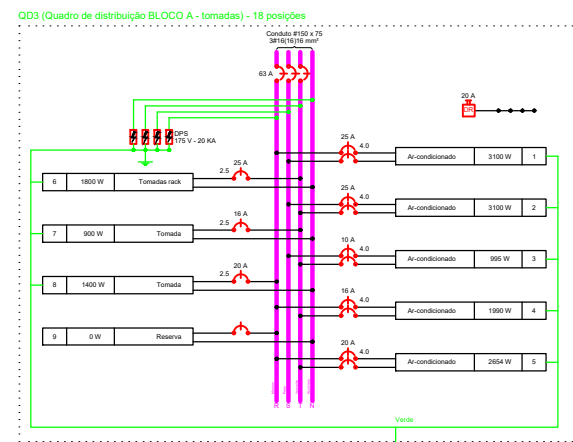 QD3 (Quadro de distribuição BLOCO A - tomadas) - 18 posições
Conduto #150 x 75
3#16(16)16 mm²
63 A
20 A
DR
DPS
175 V - 20 KA
25 A
4.0
Ar-condicionado 3100 W 1
25 A
2.5
6 1800 W Tomadas rack
25 A
4.0
Ar-condicionado 3100 W 2
16 A
2.5
7 900 W Tomada
10 A
4.0
Ar-condicionado 995 W 3
20 A
2.5
8 1400 W Tomada
16 A
4.0
Ar-condicionado 1990 W 4
9 0 W Reserva
20 A
4.0
Ar-condicionado 2654 W 5
R S T N
Verde